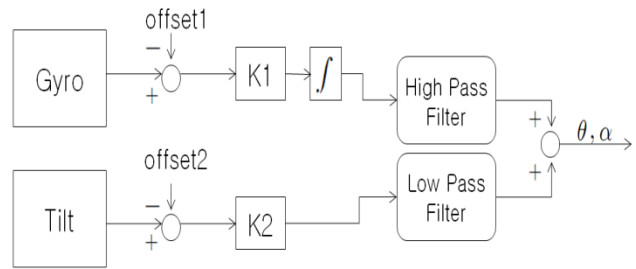 offset1
−
Gyro
+
K1
∫
High Pass
Filter
+
θ, α
offset2
−
Tilt
+
K2
Low Pass
Filter
+